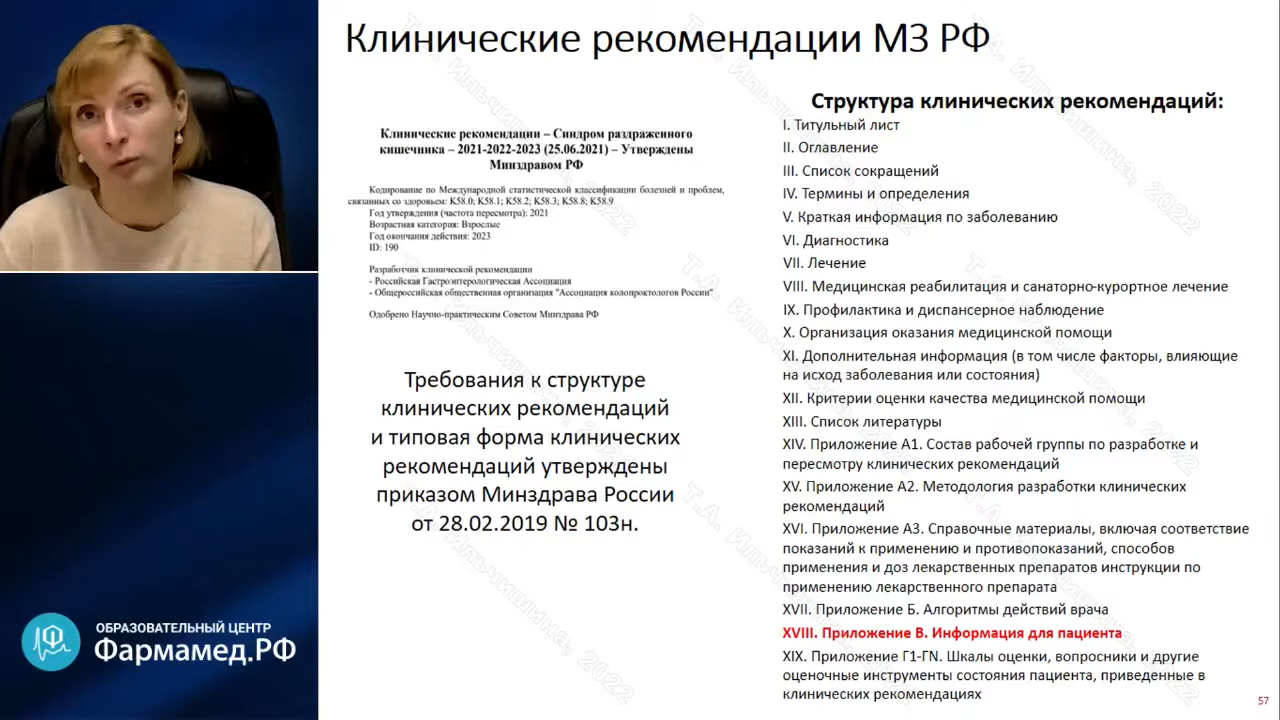 Клинические рекомендации МЗ РФ
Клинические рекомендации – Синдром раздраженного
кишечника – 2021-2022-2023 (25.06.2021) – Утверждены
Минздравом РФ
Кодирование по Международной статистической классификации болезней и проблем,
связанных со здоровьем: K58.0; K58.1; K58.2; K58.3; K58.8; K58.9
Год утверждения (частота пересмотра): 2021
Возрастная категория: Взрослые
Год окончания действия: 2023
ID: 190
Разработчик клинической рекомендации
- Российская Гастроэнтерологическая Ассоциация
- Общероссийская общественная организация "Ассоциация колопроктологов России"
Одобрено Научно-практическим Советом Минздрава РФ
Требования к структуре
клинических рекомендаций
и типовая форма клинических
рекомендаций утверждены
приказом Минздрава России
от 28.02.2019 № 103н.
Структура клинических рекомендаций:
I. Титульный лист
II. Оглавление
III. Список сокращений
IV. Термины и определения
V. Краткая информация по заболеванию
VI. Диагностика
VII. Лечение
VIII. Медицинская реабилитация и санаторно-курортное лечение
IX. Профилактика и диспансерное наблюдение
X. Организация оказания медицинской помощи
XI. Дополнительная информация (в том числе факторы, влияющие
на исход заболевания или состояния)
XII. Критерии оценки качества медицинской помощи
XIII. Список литературы
XIV. Приложение А1. Состав рабочей группы по разработке и
пересмотру клинических рекомендаций
XV. Приложение А2. Методология разработки клинических
рекомендаций
XVI. Приложение А3. Справочные материалы, включая соответствие
показаний к применению и противопоказаний, способов
применения и доз лекарственных препаратов инструкции по
применению лекарственного препарата
XVII. Приложение Б. Алгоритмы действий врача
XVIII. Приложение В. Информация для пациента
XIX. Приложение Г1-ГN. Шкалы оценки, вопросники и другие
оценочные инструменты состояния пациента, приведенные в
клинических рекомендациях
57
ОБРАЗОВАТЕЛЬНЫЙ ЦЕНТР
Фармамед.РФ
Т.А. Ильчишина, 2022